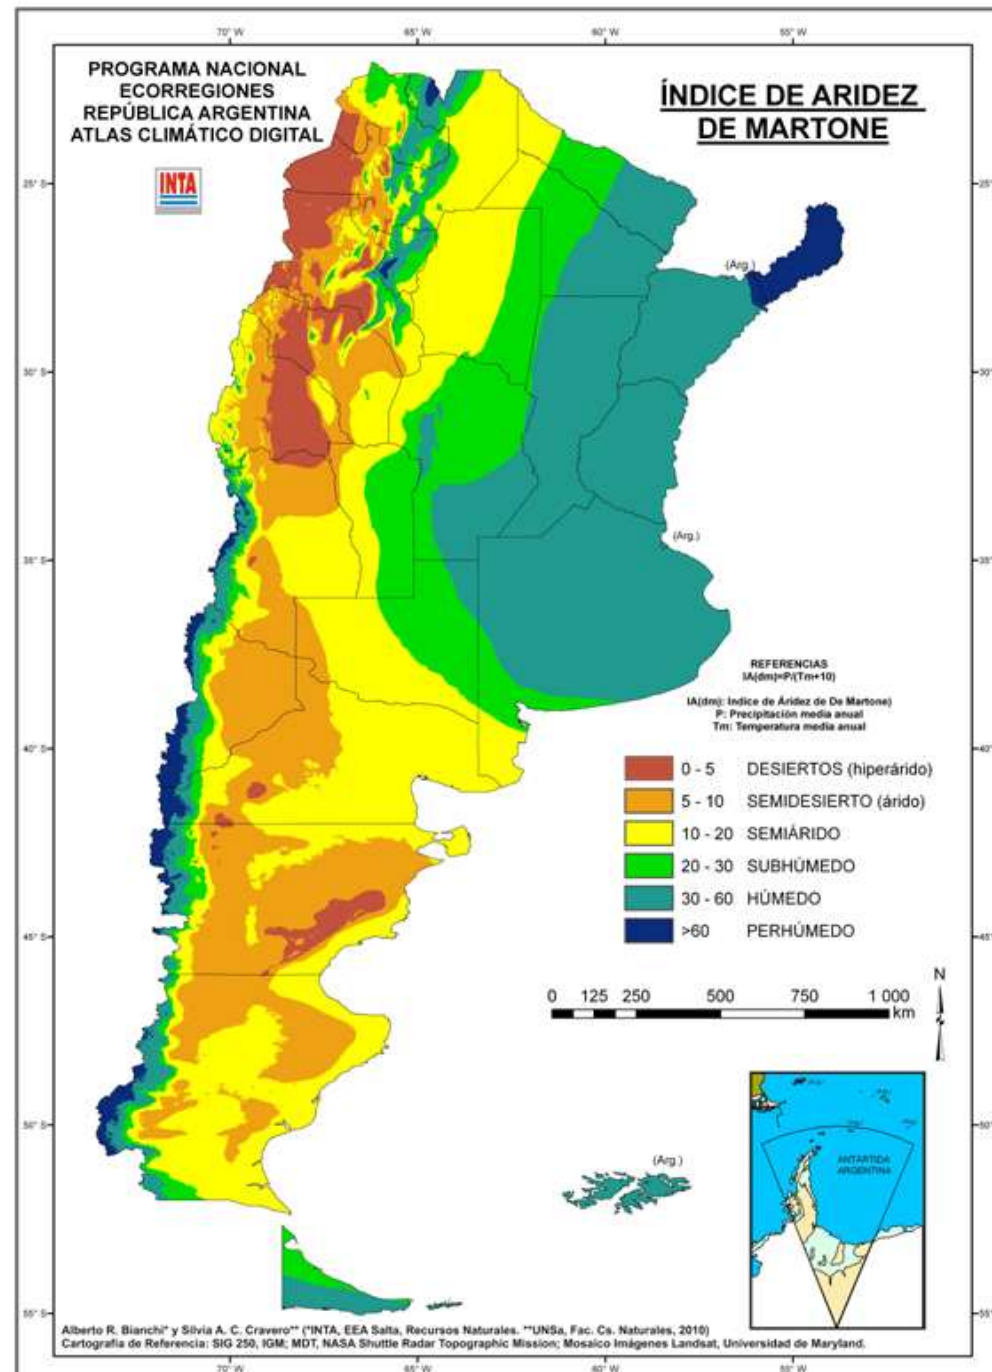 70° W
65° W
60° W
55° W
PROGRAMA NACIONAL
ECORREGIONES
REPÚBLICA ARGENTINA
ATLAS CLIMÁTICO DIGITAL
INTA
ÍNDICE DE ARIDEZ
DE MARTONE
25° S
30° S
35° S
40° S
45° S
50° S
55° S
(Arg.)
(Arg.)
REFERENCIAS
IA(dm)=P/(Tm+10)
IA(dm): Indice de Áridez de De Martone)
P: Precipitación media anual
Tm: Temperatura media anual
0 - 5 DESIERTOS (hiperárido)
5 - 10 SEMIDESIERTO (árido)
10 - 20 SEMIÁRIDO
20 - 30 SUBHÚMEDO
30 - 60 HÚMEDO
>60 PERHÚMEDO
N
0 125 250 500 750 1 000
km
(Arg.)
ANTÁRTIDA
ARGENTINA
Alberto R. Bianchi* y Silvia A. C. Cravero** (*INTA, EEA Salta, Recursos Naturales. **UNSa, Fac. Cs. Naturales, 2010)
Cartografía de Referencia: SIG 250, IGM; MDT, NASA Shuttle Radar Topographic Mission; Mosaico Imágenes Landsat, Universidad de Maryland.
70° W
65° W
60° W
55° W